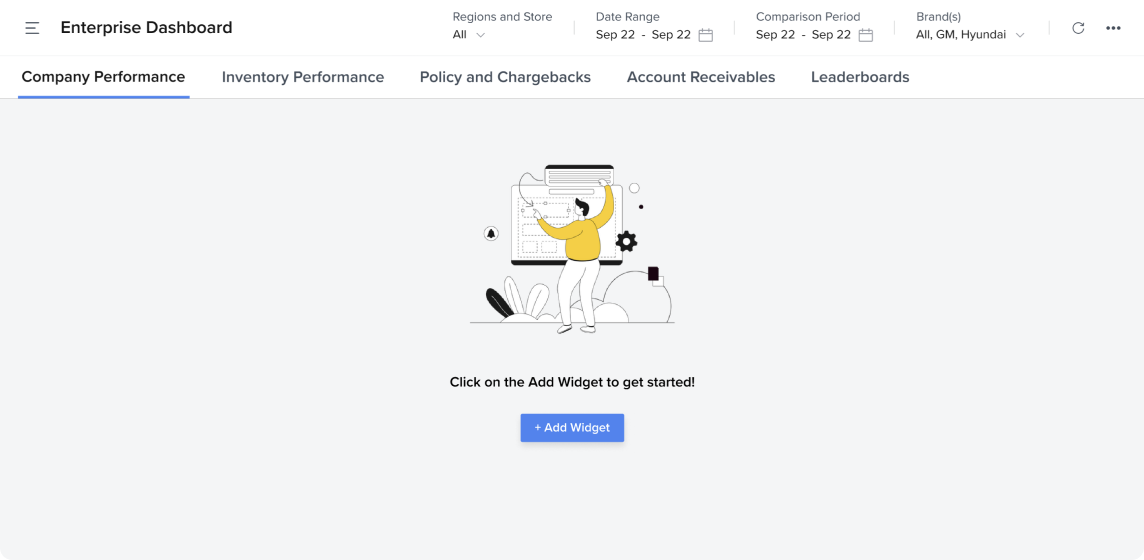 Enterprise Dashboard
Regions and Store
All
Date Range
Sep 22 - Sep 22
Comparison Period
Sep 22 - Sep 22
Brand(s)
All, GM, Hyundai
Company Performance
Inventory Performance
Policy and Chargebacks
Account Receivables
Leaderboards
Click on the Add Widget to get started!
+ Add Widget